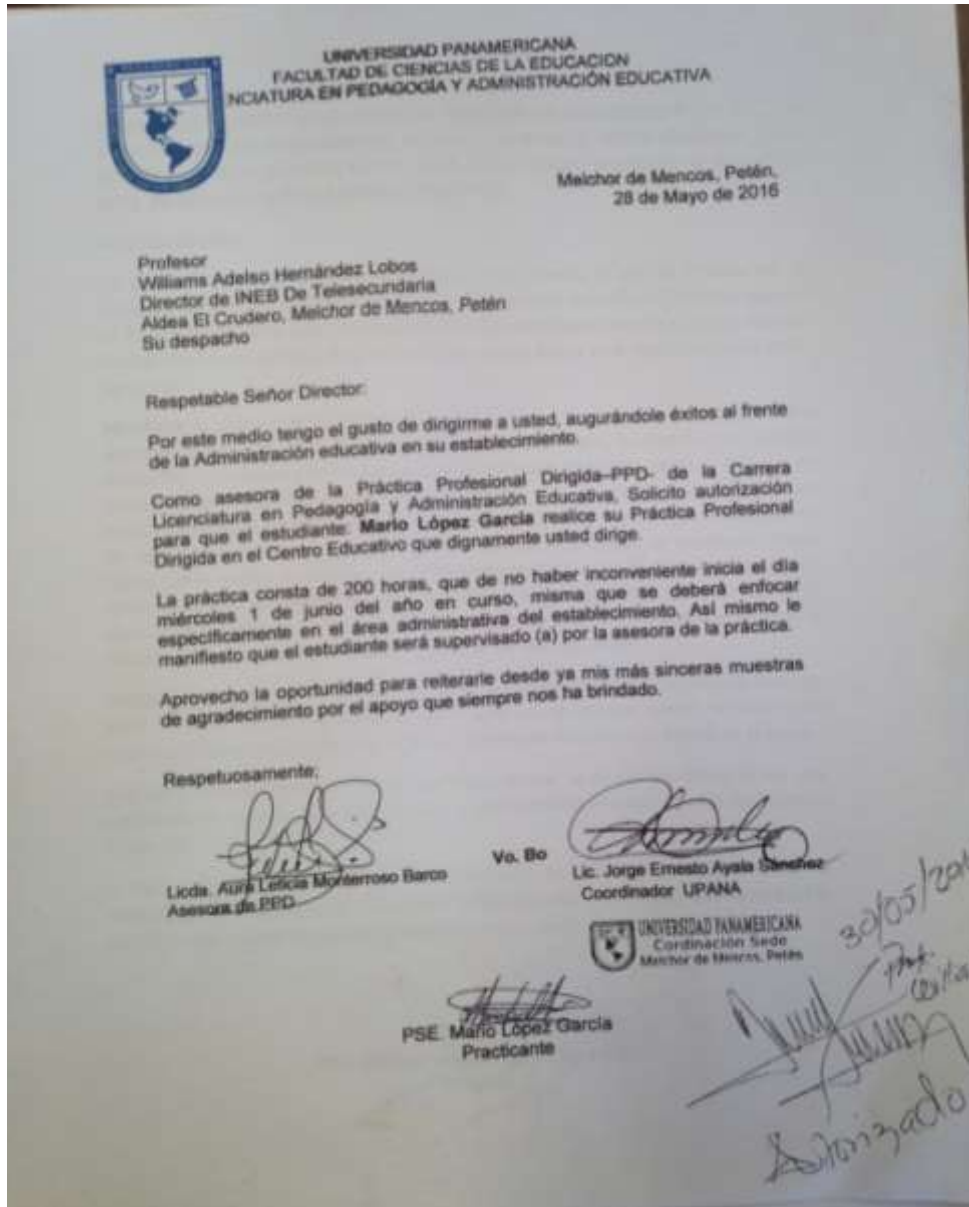 UNIVERSIDAD PANAMERICANA
FACULTAD DE CIENCIAS DE LA EDUCACION
NCIATURA EN PEDAGOGÍA Y ADMINISTRACIÓN EDUCATIVA
Melchor de Mencos, Petén,
28 de Mayo de 2016
Profesor
Williams Adelso Hernández Lobos
Director de INEB De Telesecundaria
Aldea El Crudero, Melchor de Mencos, Petén
Su despacho
Respetable Señor Director:
Por este medio tengo el gusto de dirigirme a usted, augurándole éxitos al frente
de la Administración educativa en su establecimiento.
Como asesora de la Práctica Profesional Dirigida–PPD- de la Carrera
Licenciatura en Pedagogía y Administración Educativa, Solicito autorización
para que el estudiante: Mario López García realice su Práctica Profesional
Dirigida en el Centro Educativo que dignamente usted dirige.
La práctica consta de 200 horas, que de no haber inconveniente inicia el día
miércoles 1 de junio del año en curso, misma que se deberá enfocar
específicamente en el área administrativa del establecimiento. Así mismo le
manifiesto que el estudiante será supervisado (a) por la asesora de la práctica.
Aprovecho la oportunidad para reiterarle desde ya mis más sinceras muestras
de agradecimiento por el apoyo que siempre nos ha brindado.
Respetuosamente;
Licda. Aura Leticia Monterroso Barco
Asesora de PPD
Vo. Bo
Lic. Jorge Ernesto Ayala Sánchez
Coordinador UPANA
UNIVERSIDAD PANAMERICANA
Cordinación Sede
Melchor de Mencos, Petén
PSE. Mario López García
Practicante
30/05/201
Autorizado